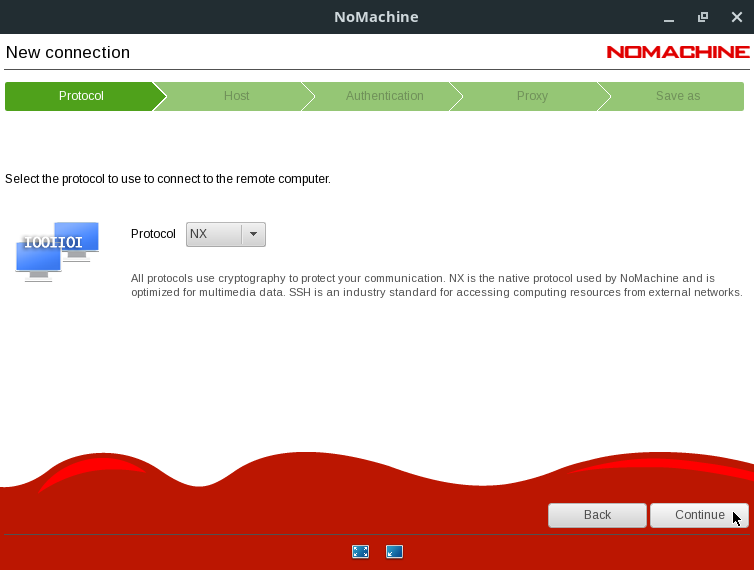 NoMachine
New connection
NOMACHINE
Protocol
Host
Authentication
Proxy
Save as
Select the protocol to use to connect to the remote computer.
IOOIIOI
Protocol
NX
All protocols use cryptography to protect your communication. NX is the native protocol used by NoMachine and is
optimized for multimedia data. SSH is an industry standard for accessing computing resources from external networks.
Back
Continue